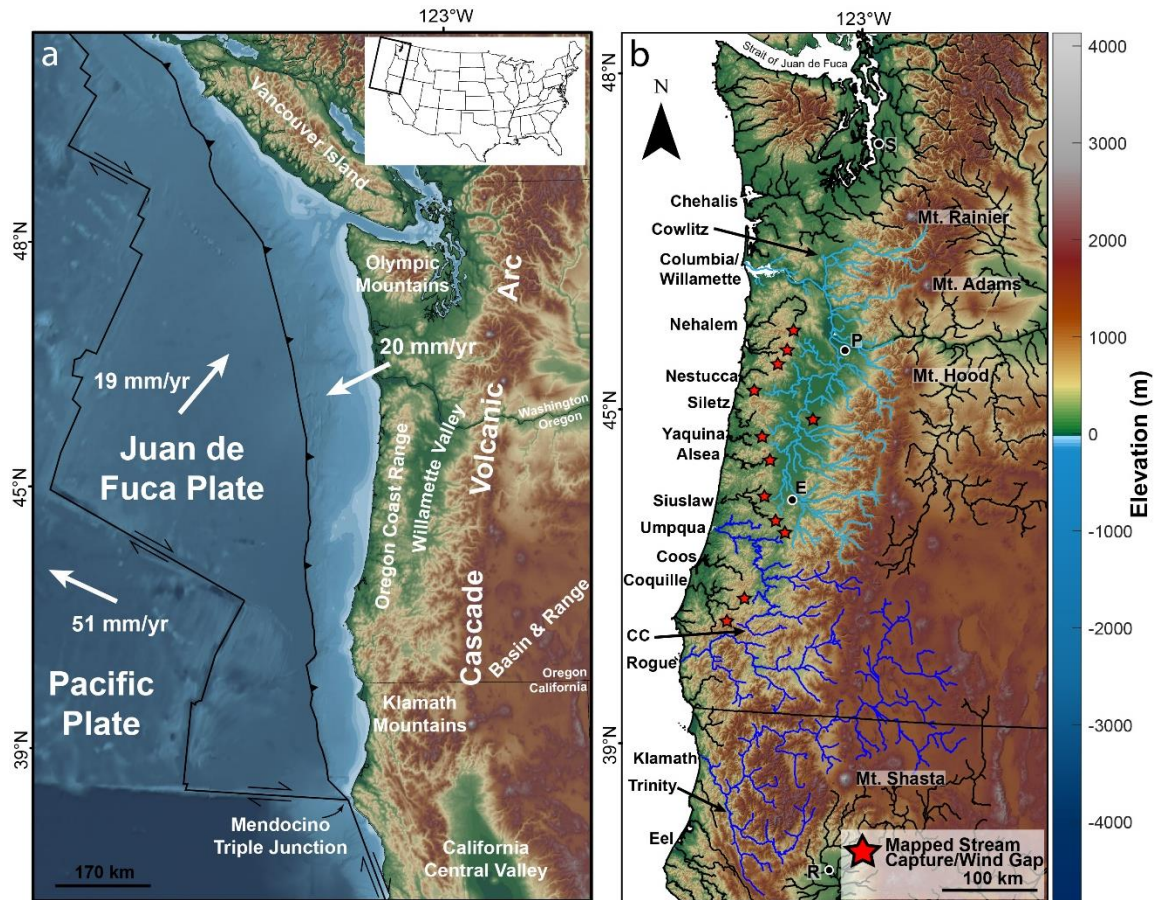 123°W
a
Vancouver Island
48°N
Olympic
Mountains
Arc
20 mm/yr
19 mm/yr
Juan de
Fuca Plate
Washington
Oregon
Volcanic
Willamette Valley
Oregon Coast Range
45°N
51 mm/yr
Cascade
Basin & Range
Pacific
Plate
Oregon
California
Klamath
Mountains
39°N
Mendocino
Triple Junction
California
Central Valley
170 km
123°W
b
Strait of
Juan de Fuca
48°N
N
S
Chehalis
Mt. Rainier
Cowlitz
Columbia/
Willamette
Mt. Adams
Nehalem
P
Mt. Hood
Nestucca
Siletz
45°N
Yaquina
Alsea
Siuslaw
E
Umpqua
Coos
Coquille
CC
Rogue
39°N
Klamath
Mt. Shasta
Trinity
Eel
R
Mapped Stream
Capture/Wind Gap
100 km
4000
3000
2000
1000
0
-1000
-2000
-3000
-4000
Elevation (m)